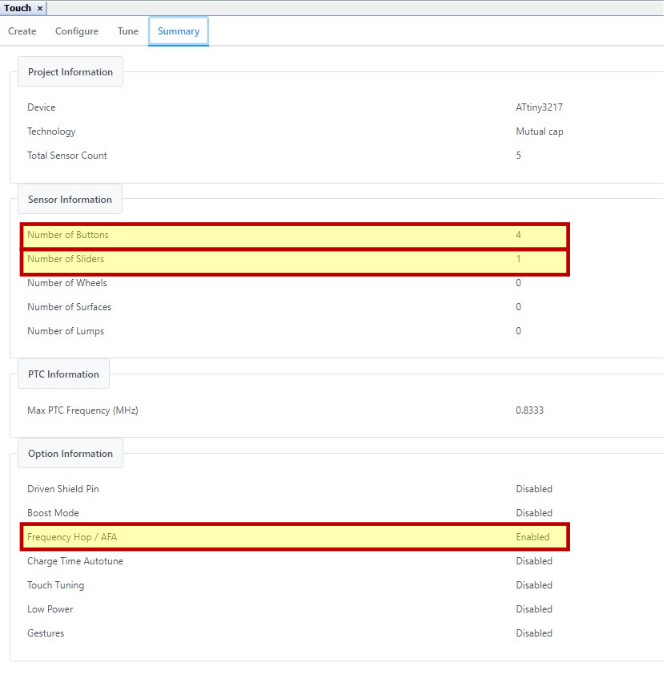 Touch ×
Create Configure Tune Summary
Project Information
Device ATtiny3217
Technology Mutual cap
Total Sensor Count 5
Sensor Information
Number of Buttons 4
Number of Sliders 1
Number of Wheels 0
Number of Surfaces 0
Number of Lumps 0
PTC Information
Max PTC Frequency (MHz) 0.8333
Option Information
Driven Shield Pin Disabled
Boost Mode Disabled
Frequency Hop / AFA Enabled
Charge Time Autotune Disabled
Touch Tuning Disabled
Low Power Disabled
Gestures Disabled